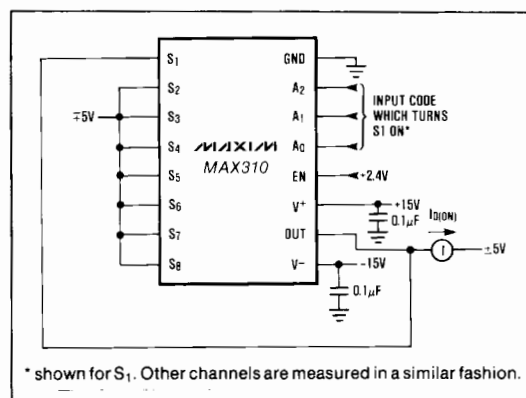 S1
GND
S2
A2
INPUT CODE
WHICH TURNS
S1 ON*
∓5V
S3
MAXIM
A1
S4
MAX310
A0
S5
EN
+2.4V
S6
V+
+15V
0.1µF
ID(ON)
S7
OUT
I
±5V
S8
V−
-15V
0.1µF
* shown for S1. Other channels are measured in a similar fashion.